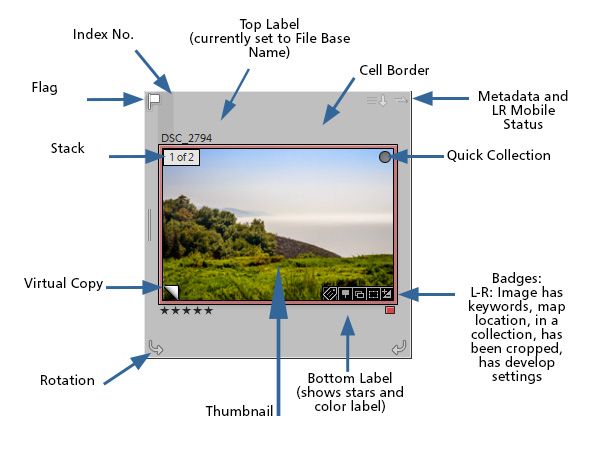 Top Label
(currently set to File Base
Name)
Index No.
Cell Border
Flag
Metadata and
LR Mobile
Status
DSC_2794
Stack
1 of 2
Quick Collection
Virtual Copy
Badges:
L-R: Image has
keywords, map
location, in a
collection, has
been cropped,
has develop
settings
★★★★★
Rotation
Bottom Label
(shows stars and
color label)
Thumbnail